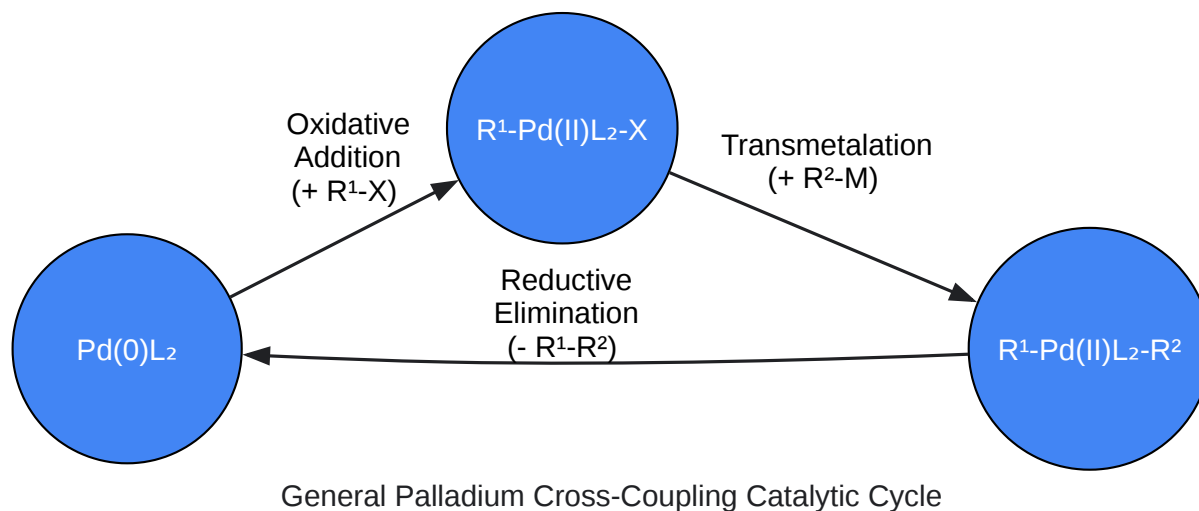 Oxidative
Addition
(+ R¹-X)
R¹-Pd(II)L₂-X
Transmetalation
(+ R²-M)
Reductive
Elimination
(- R¹-R²)
Pd(0)L₂
R¹-Pd(II)L₂-R²
General Palladium Cross-Coupling Catalytic Cycle